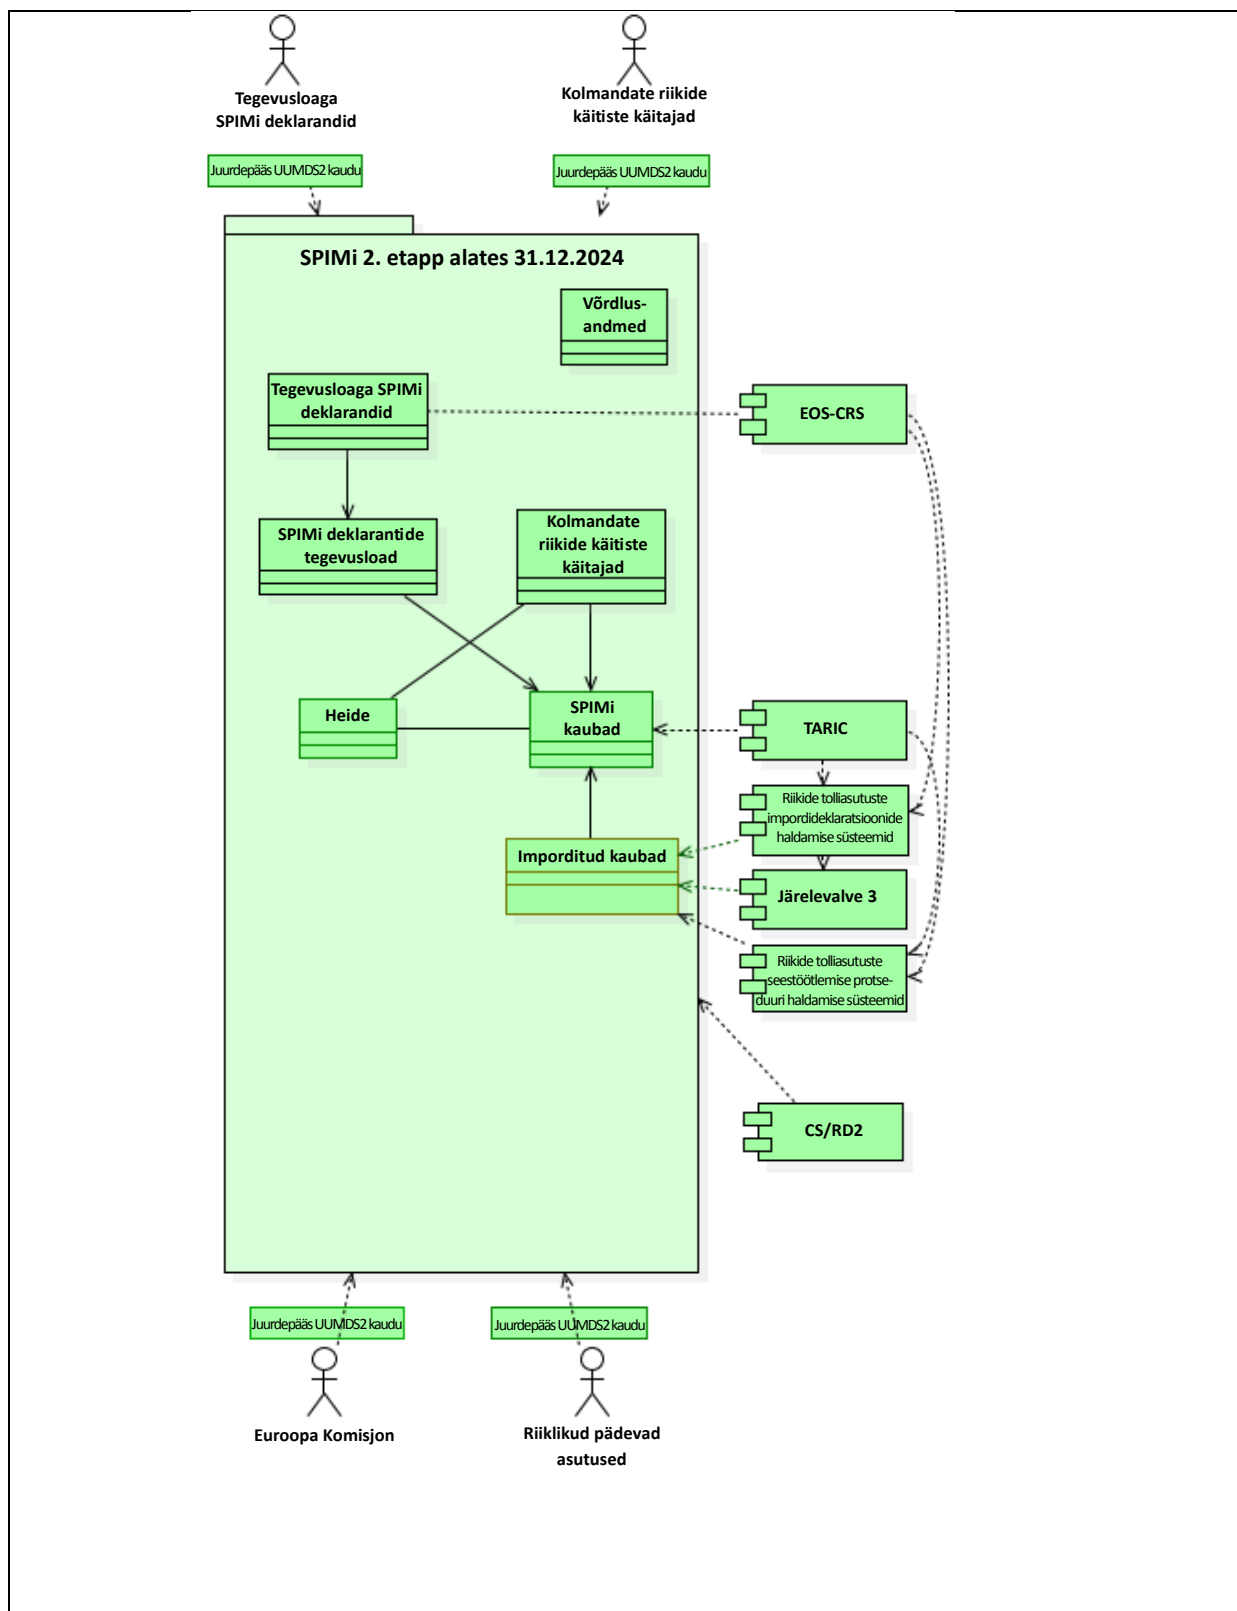 Tegevusloaga
SPIMi deklarandid
Kolmandate riikide
käitiste käitajad
Juurdepääs UUMDS2 kaudu
Juurdepääs UUMDS2 kaudu
SPIMi 2. etapp alates 31.12.2024
Võrdlus-
andmed
Tegevusloaga SPIMi
deklarandid
EOS-CRS
SPIMi deklarantide
tegevusload
Kolmandate
riikide käitiste
käitajad
Heide
SPIMi
kaubad
TARIC
Riikide tolliasutuste
impordideklaratsioonide
haldamise süsteemid
Imporditud kaubad
Järelevalve 3
Riikide tolliasutuste
seestöötlemise protse-
duuri haldamise süsteemid
CS/RD2
Juurdepääs UUMDS2 kaudu
Juurdepääs UUMDS2 kaudu
Euroopa Komisjon
Riiklikud pädevad
asutused